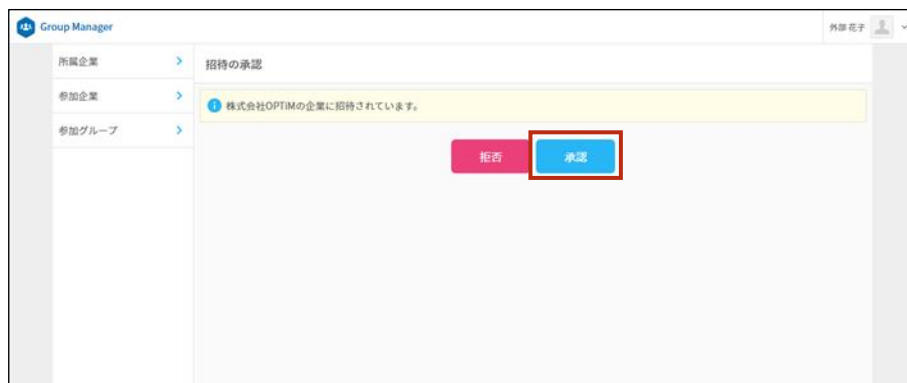 Group Manager
外部 花子
所属企業
参加企業
参加グループ
招待の承認
株式会社OPTiMの企業に招待されています。
拒否
承認